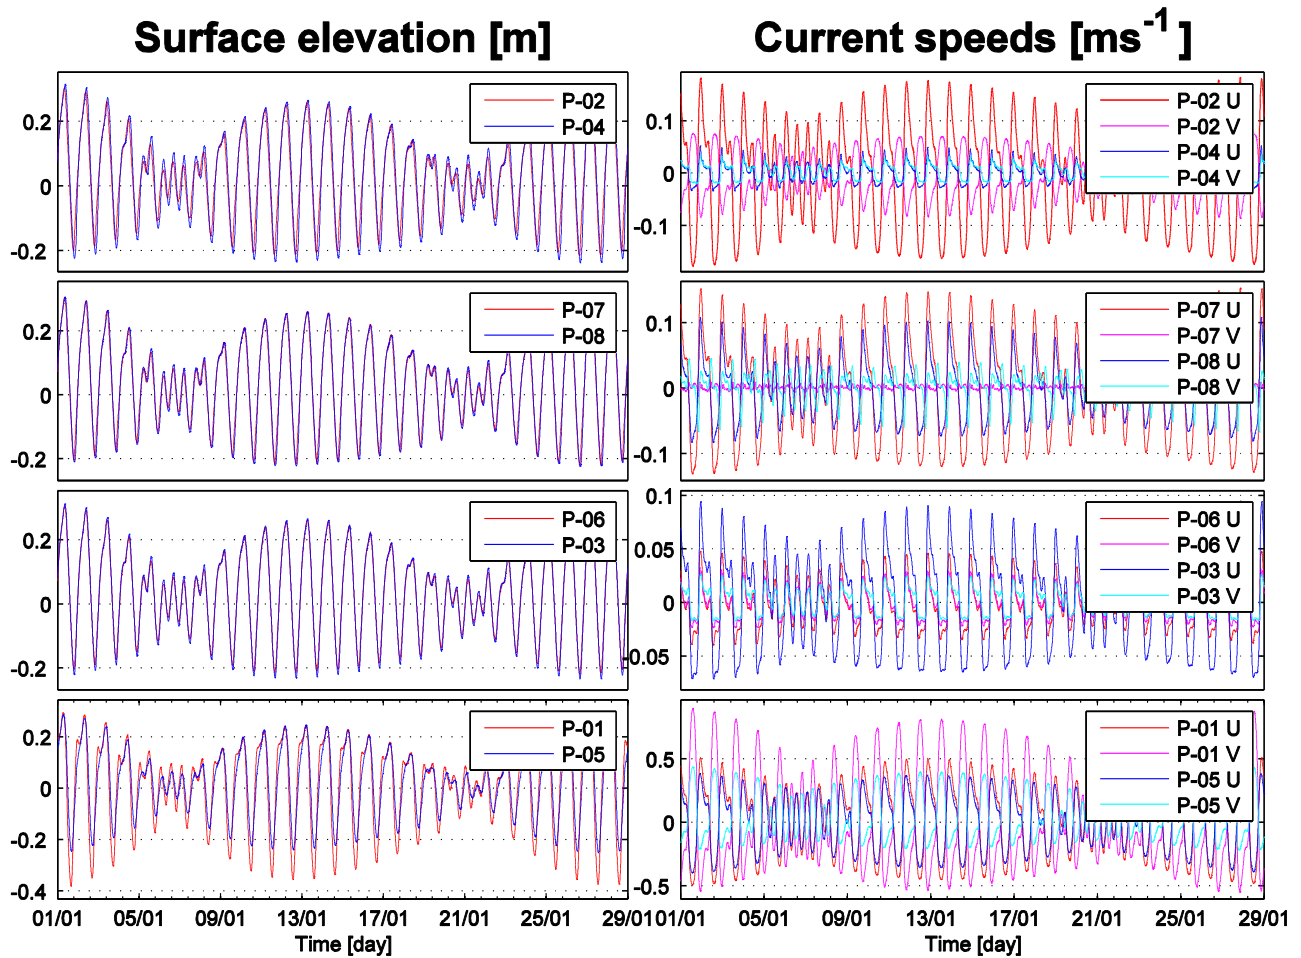 Surface elevation [m]
Current speeds [ms-1 ]
0.2
0
-0.2
P-02
P-04
0.1
0
-0.1
P-02 U
P-02 V
P-04 U
P-04 V
0.2
0
-0.2
P-07
P-08
0.1
0
-0.1
P-07 U
P-07 V
P-08 U
P-08 V
0.2
0
-0.2
P-06
P-03
0.1
0.05
0
-0.05
P-06 U
P-06 V
P-03 U
P-03 V
0.2
0
-0.2
-0.4
P-01
P-05
0.5
0
-0.5
P-01 U
P-01 V
P-05 U
P-05 V
01/01 05/01 09/01 13/01 17/01 21/01 25/01 29/01
01/01 05/01 09/01 13/01 17/01 21/01 25/01 29/01
Time [day]
Time [day]